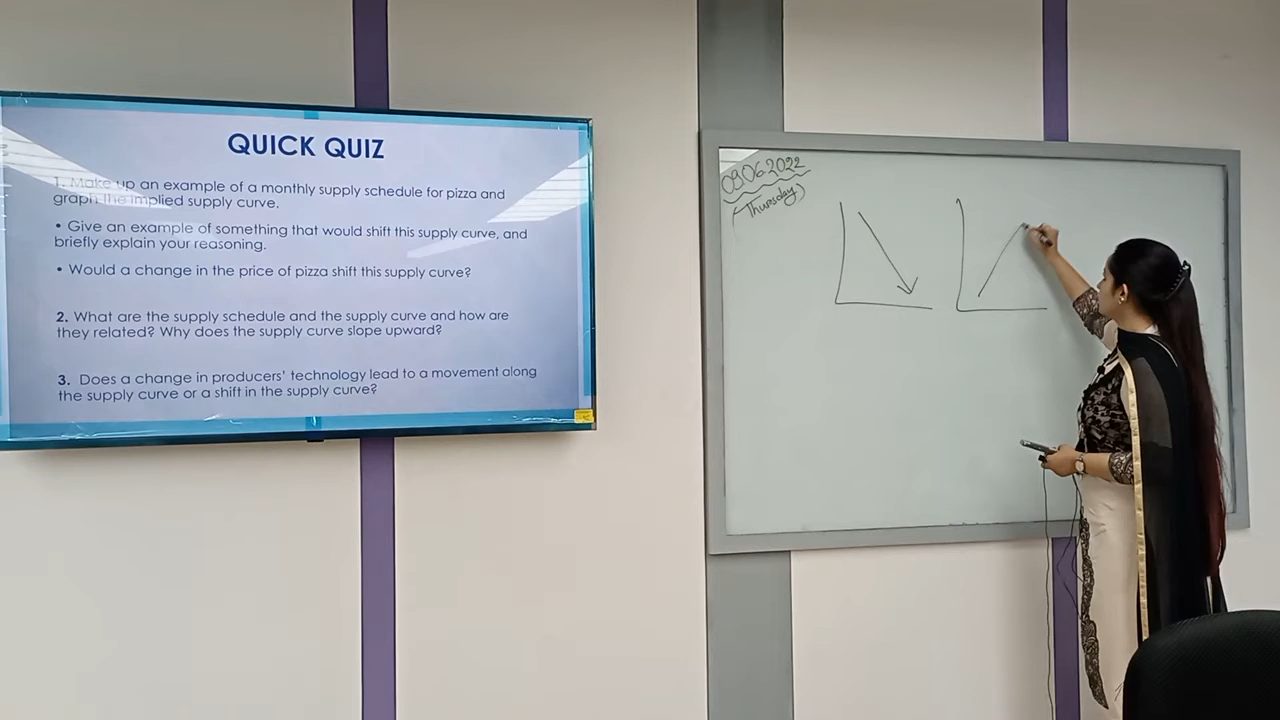 QUICK QUIZ
1. Make up an example of a monthly supply schedule for pizza and
graph the implied supply curve.
• Give an example of something that would shift this supply curve, and
briefly explain your reasoning.
• Would a change in the price of pizza shift this supply curve?
2. What are the supply schedule and the supply curve and how are
they related? Why does the supply curve slope upward?
3. Does a change in producers’ technology lead to a movement along
the supply curve or a shift in the supply curve?
09.06.2022
(Thursday)